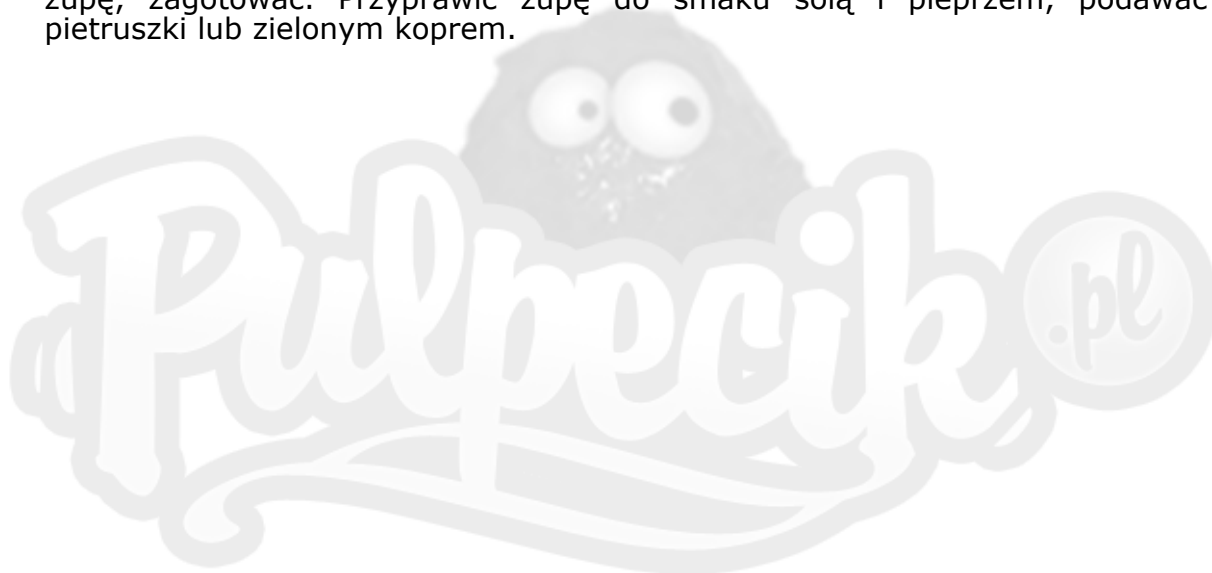 zupę, zagotować. Przyprawić zupę do smaku solą i pieprzem, podawać
pietruszki lub zielonym koprem.
Pulpecik
.pl